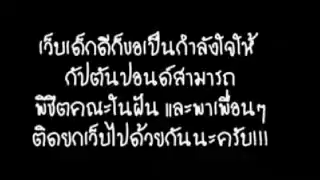 เว็บเด็กดีก็ขอเป็นกำลังใจให้
กัปตันปอนด์สามารถ
พิชิตคณะในฝัน และพาเพื่อนๆ
ติดยกเว็บไปด้วยกันนะครับ!!!